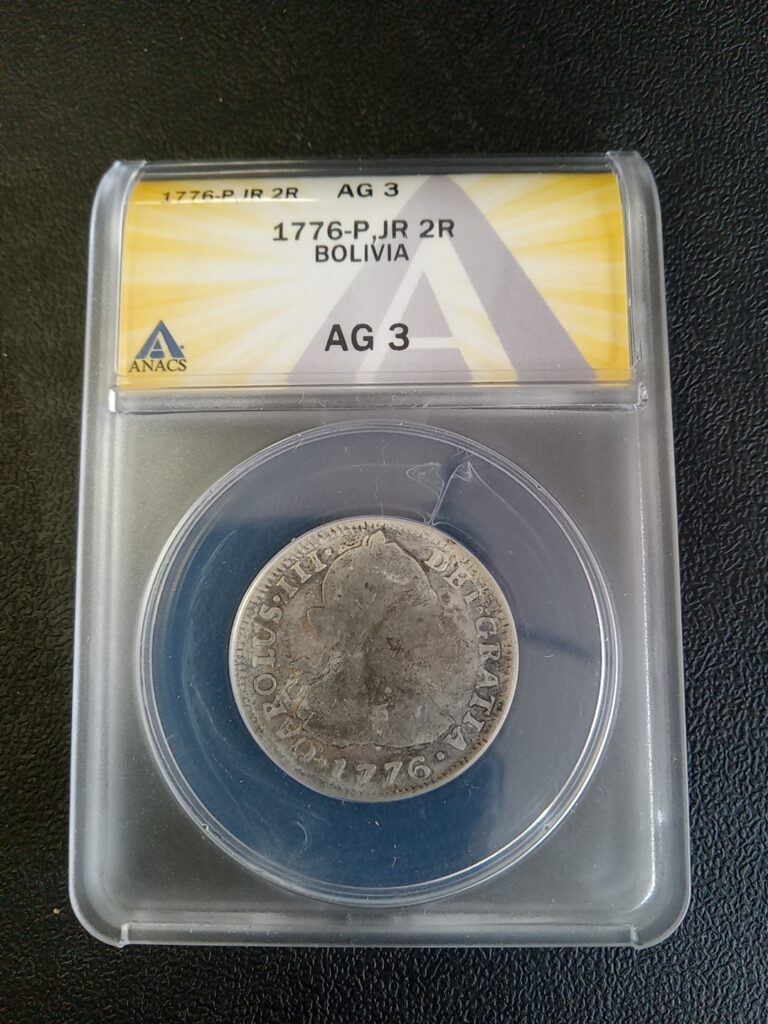 1776-P,JR 2R AG 3
1776-P,JR 2R
BOLIVIA
AG 3
ANACS
CAROLUS·III·DEI·GRATIA·
·1776·